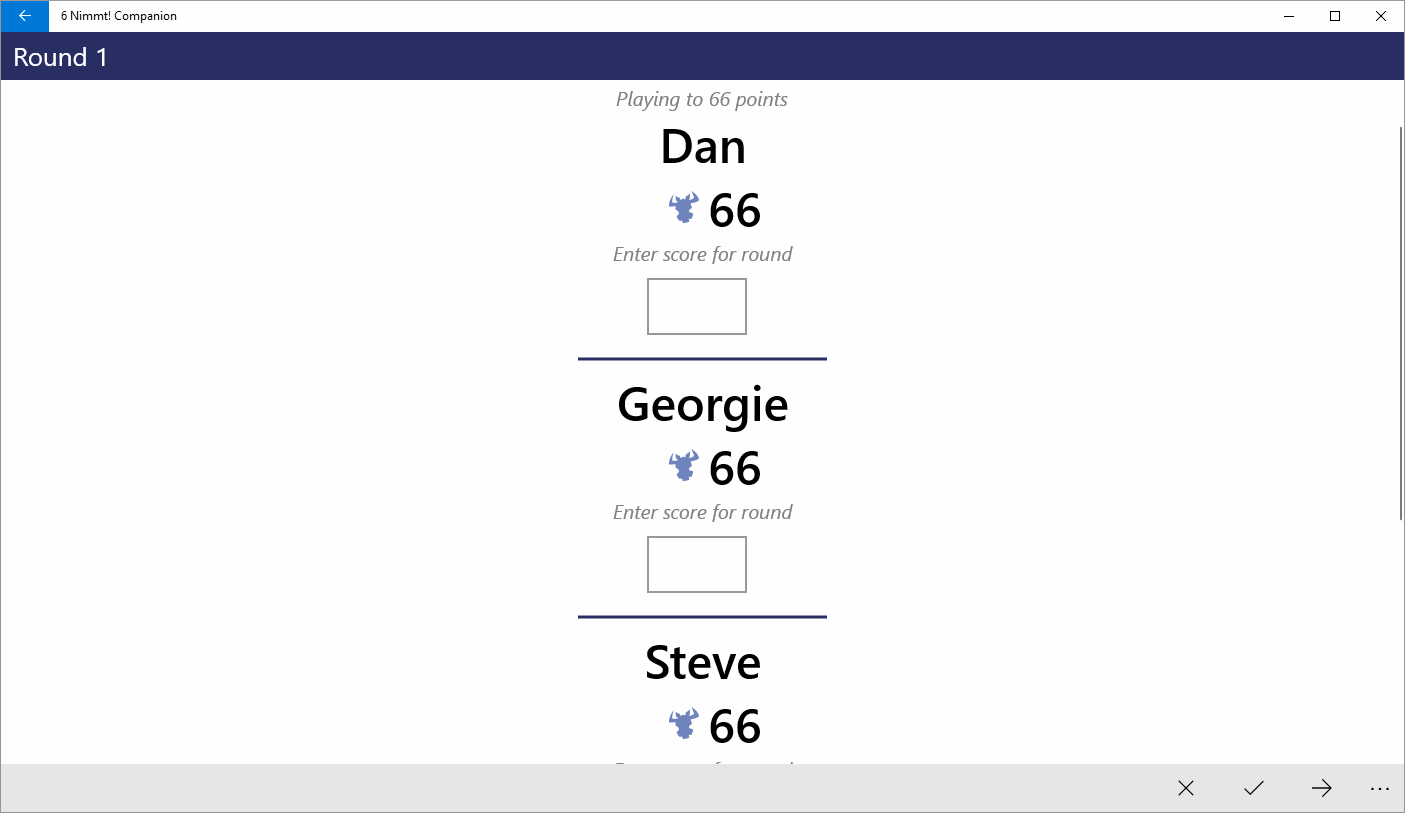 6 Nimmt! Companion
Round 1
Playing to 66 points
Dan
66
Enter score for round
Georgie
66
Enter score for round
Steve
66